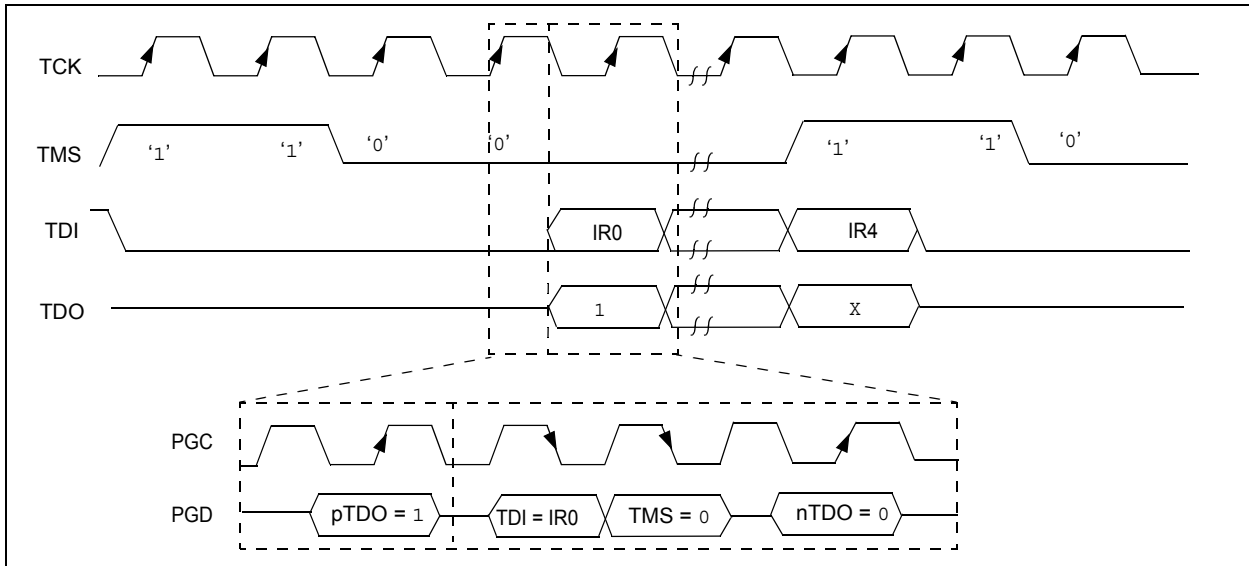 TCK
TMS
‘1’ ‘1’ ‘0’ ‘0’ ‘1’ ‘1’ ‘0’
TDI
IR0 IR4
TDO
1 X
PGC
PGD
pTDO = 1 TDI = IR0 TMS = 0 nTDO = 0